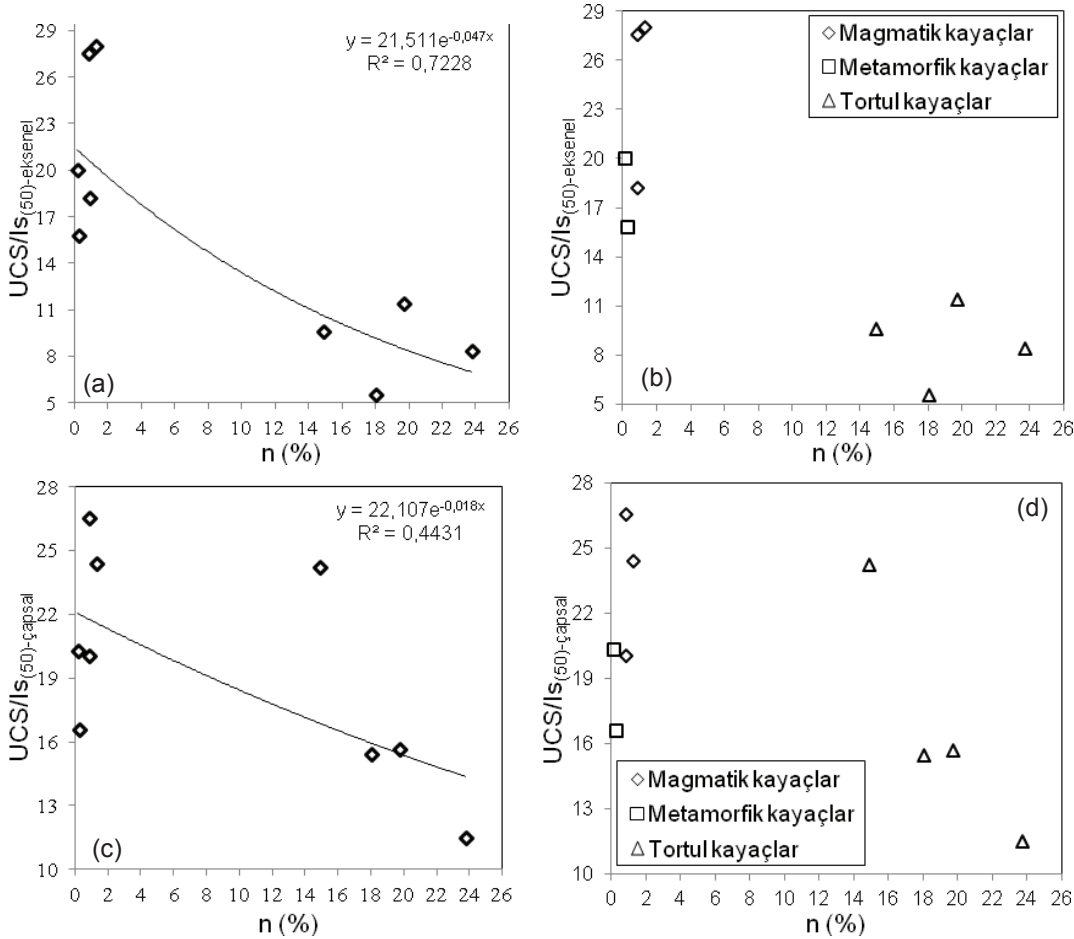 29
26
23
20
17
14
11
8
5
UCS/Is(50)-eksenel
y = 21,511e-0,047x
R² = 0,7228
(a)
0 2 4 6 8 10 12 14 16 18 20 22 24 26
n (%)
29
26
23
20
17
14
11
8
5
UCS/Is(50)-eksenel
Magmatik kayaçlar
Metamorfik kayaçlar
Tortul kayaçlar
(b)
0 2 4 6 8 10 12 14 16 18 20 22 24 26
n (%)
28
25
22
19
16
13
10
UCS/Is(50)-çapsal
y = 22,107e-0,018x
R² = 0,4431
(c)
0 2 4 6 8 10 12 14 16 18 20 22 24 26
n (%)
28
25
22
19
16
13
10
UCS/Is(50)-çapsal
(d)
Magmatik kayaçlar
Metamorfik kayaçlar
Tortul kayaçlar
0 2 4 6 8 10 12 14 16 18 20 22 24 26
n (%)